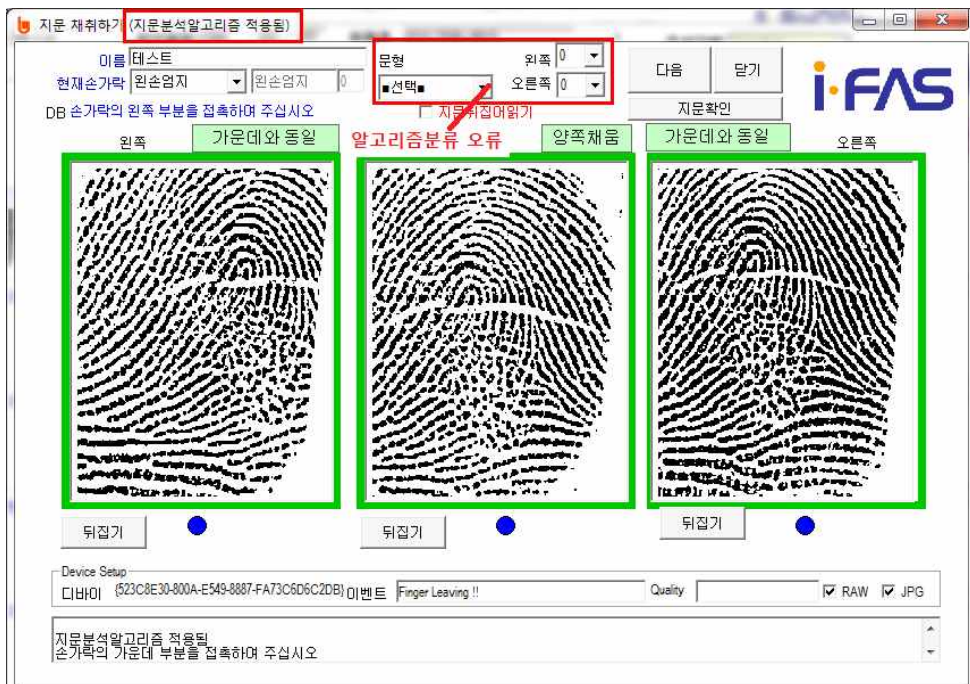 지문 채취하기 (지문분석알고리즘 적용됨)
이름 테스트
현재손가락 왼손엄지 왼손엄지 0
DB 손가락의 왼쪽 부분을 접촉하며 주십시오
문형 왼쪽 0
■선택■ 오른쪽 0
지문뒤집어읽기
알고리즘분류 오류
다음 닫기
지문확인
i·FAS
왼쪽 가운데와 동일 양쪽채움 가운데와 동일 오른쪽
뒤집기 뒤집기 뒤집기
Device Setup
디바이 {523C8E30-800A-E549-8887-FA73C6D6C2DB} 이벤트 Finger Leaving !! Quality RAW JPG
지문분석알고리즘 적용됨
손가락의 가운데 부분을 접촉하며 주십시오